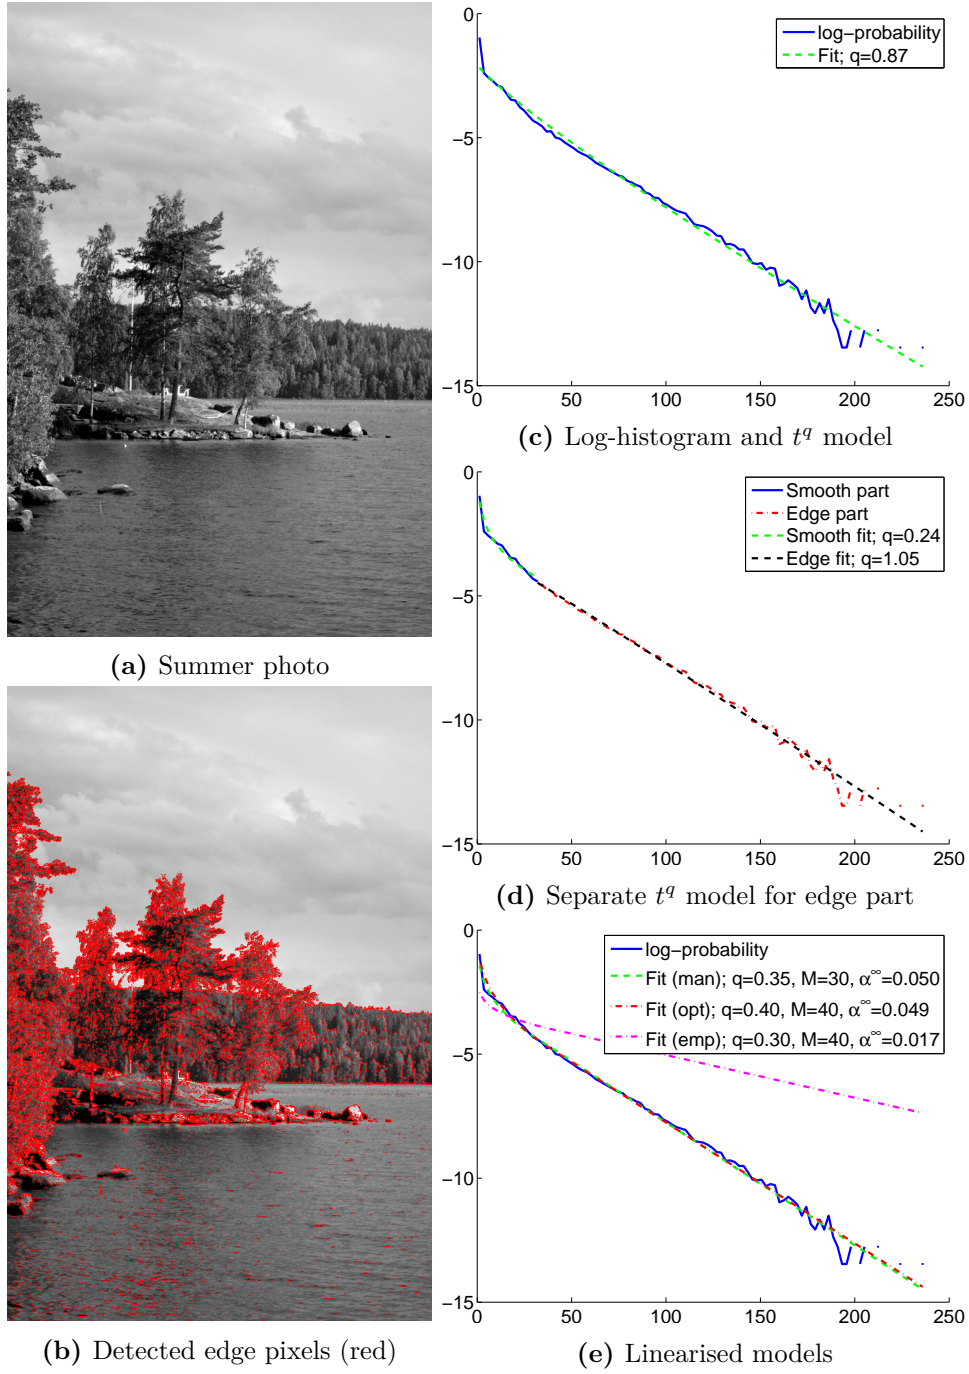 (a) Summer photo
(b) Detected edge pixels (red)
0
−5
−10
−15
0 50 100 150 200 250
log−probability
Fit; q=0.87
(c) Log-histogram and t^q model
0
−5
−10
−15
0 50 100 150 200 250
Smooth part
Edge part
Smooth fit; q=0.24
Edge fit; q=1.05
(d) Separate t^q model for edge part
0
−5
−10
−15
0 50 100 150 200 250
log−probability
Fit (man); q=0.35, M=30, α^∞=0.050
Fit (opt); q=0.40, M=40, α^∞=0.049
Fit (emp); q=0.30, M=40, α^∞=0.017
(e) Linearised models